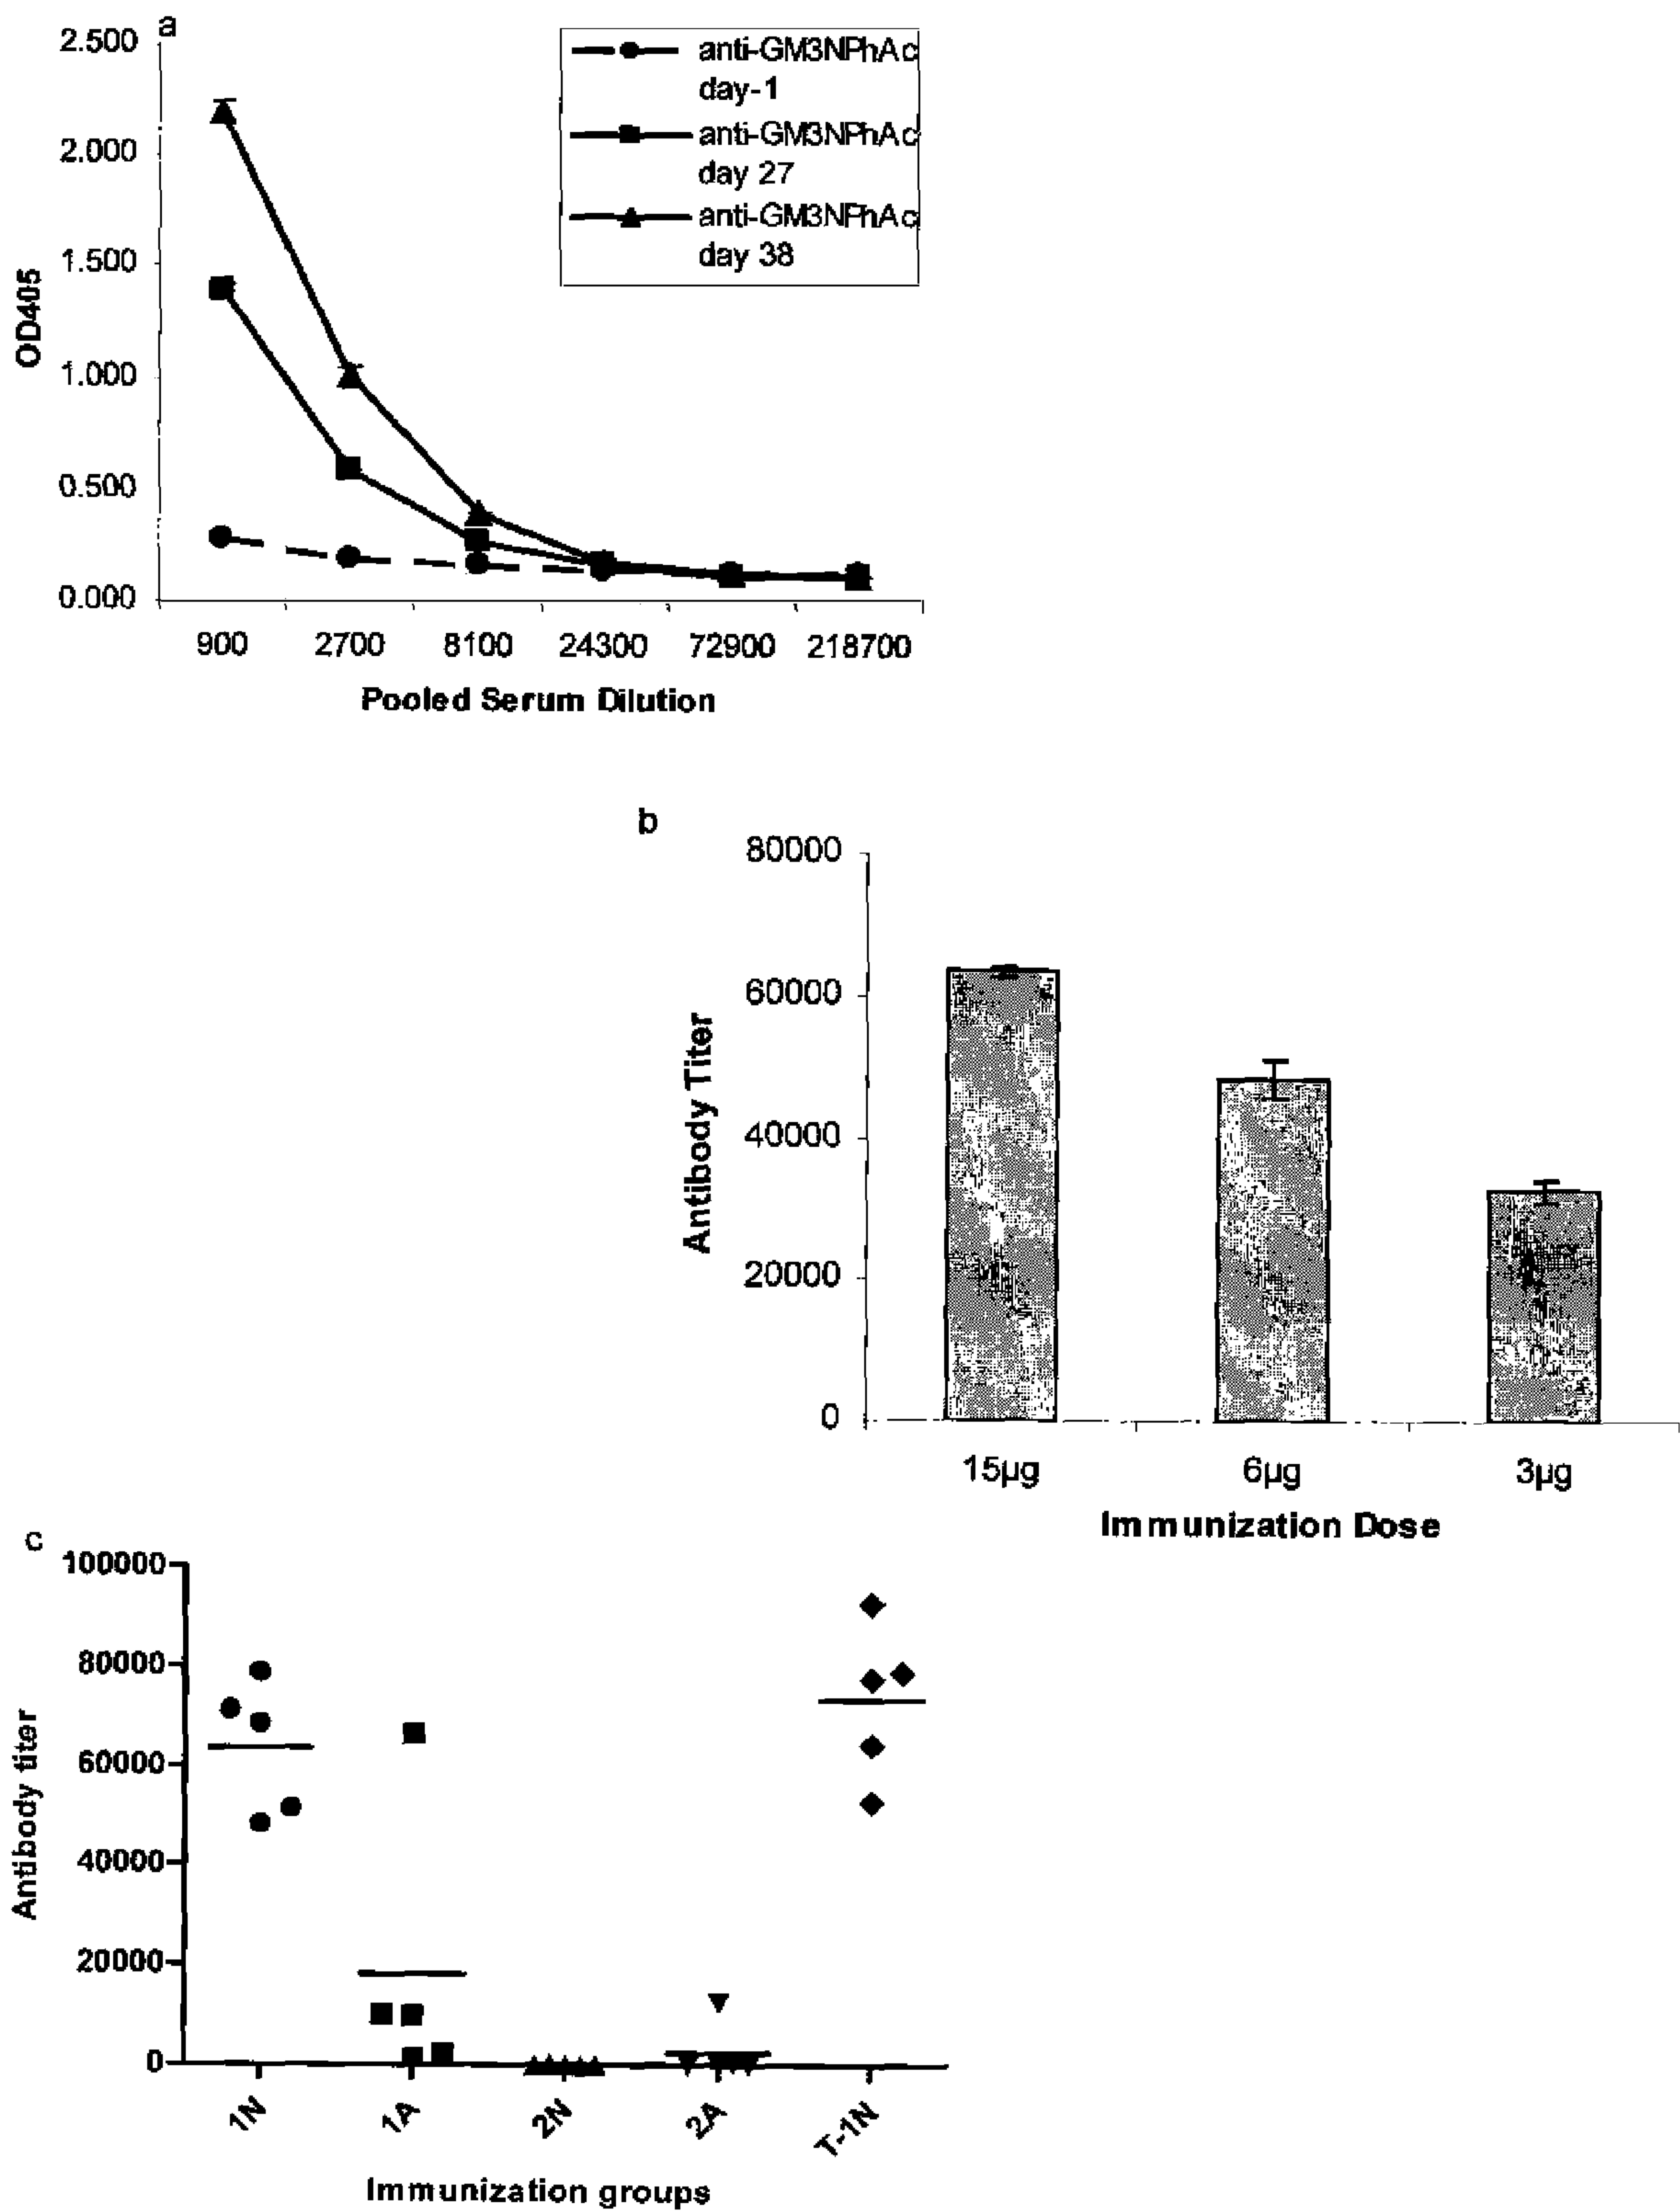 a
2.500
2.000
1.500
1.000
0.500
0.000
OD405
anti-GM3NPhAc
day-1
anti-GM3NPhAc
day 27
anti-GM3NPhAc
day 38
900 2700 8100 24300 72900 218700
Pooled Serum Dilution
b
80000
60000
40000
20000
0
Antibody Titer
15µg 6µg 3µg
Immunization Dose
c
100000
80000
60000
40000
20000
0
Antibody titer
1N 1A 2N 2A T-1N
Immunization groups